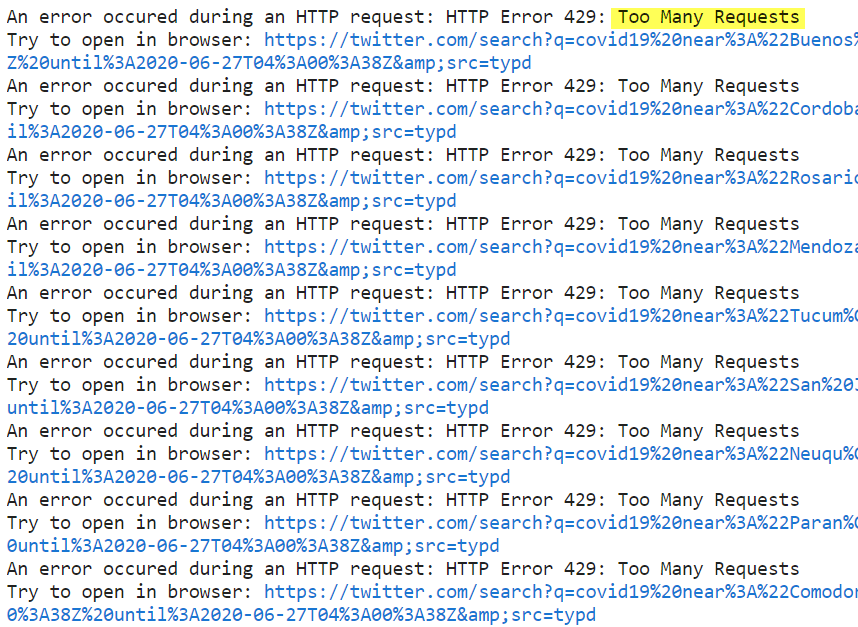 An error occured during an HTTP request: HTTP Error 429: Too Many Requests
Try to open in browser: https://twitter.com/search?q=covid19%20near%3A%22Buenos%
Z%20until%3A2020-06-27T04%3A00%3A38Z&amp;src=typd
An error occured during an HTTP request: HTTP Error 429: Too Many Requests
Try to open in browser: https://twitter.com/search?q=covid19%20near%3A%22Cordoba
il%3A2020-06-27T04%3A00%3A38Z&amp;src=typd
An error occured during an HTTP request: HTTP Error 429: Too Many Requests
Try to open in browser: https://twitter.com/search?q=covid19%20near%3A%22Rosario
il%3A2020-06-27T04%3A00%3A38Z&amp;src=typd
An error occured during an HTTP request: HTTP Error 429: Too Many Requests
Try to open in browser: https://twitter.com/search?q=covid19%20near%3A%22Mendoza
il%3A2020-06-27T04%3A00%3A38Z&amp;src=typd
An error occured during an HTTP request: HTTP Error 429: Too Many Requests
Try to open in browser: https://twitter.com/search?q=covid19%20near%3A%22Tucum%C
20until%3A2020-06-27T04%3A00%3A38Z&amp;src=typd
An error occured during an HTTP request: HTTP Error 429: Too Many Requests
Try to open in browser: https://twitter.com/search?q=covid19%20near%3A%22San%20J
until%3A2020-06-27T04%3A00%3A38Z&amp;src=typd
An error occured during an HTTP request: HTTP Error 429: Too Many Requests
Try to open in browser: https://twitter.com/search?q=covid19%20near%3A%22Neuqu%C
20until%3A2020-06-27T04%3A00%3A38Z&amp;src=typd
An error occured during an HTTP request: HTTP Error 429: Too Many Requests
Try to open in browser: https://twitter.com/search?q=covid19%20near%3A%22Paran%C
0until%3A2020-06-27T04%3A00%3A38Z&amp;src=typd
An error occured during an HTTP request: HTTP Error 429: Too Many Requests
Try to open in browser: https://twitter.com/search?q=covid19%20near%3A%22Comodor
0%3A38Z%20until%3A2020-06-27T04%3A00%3A38Z&amp;src=typd